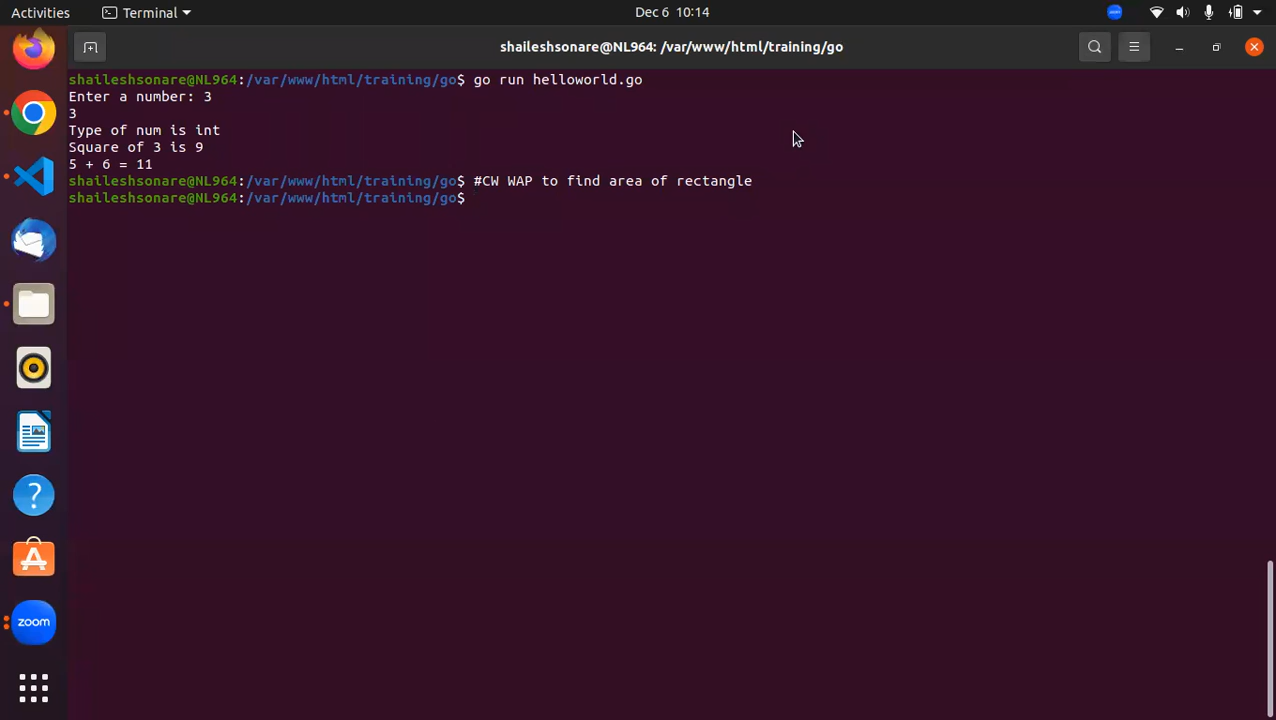 Activities
Terminal
Dec 6 10:14
shaileshsonare@NL964: /var/www/html/training/go
shaileshsonare@NL964:/var/www/html/training/go$ go run helloworld.go
Enter a number: 3
3
Type of num is int
Square of 3 is 9
5 + 6 = 11
shaileshsonare@NL964:/var/www/html/training/go$ #CW WAP to find area of rectangle
shaileshsonare@NL964:/var/www/html/training/go$
zoom